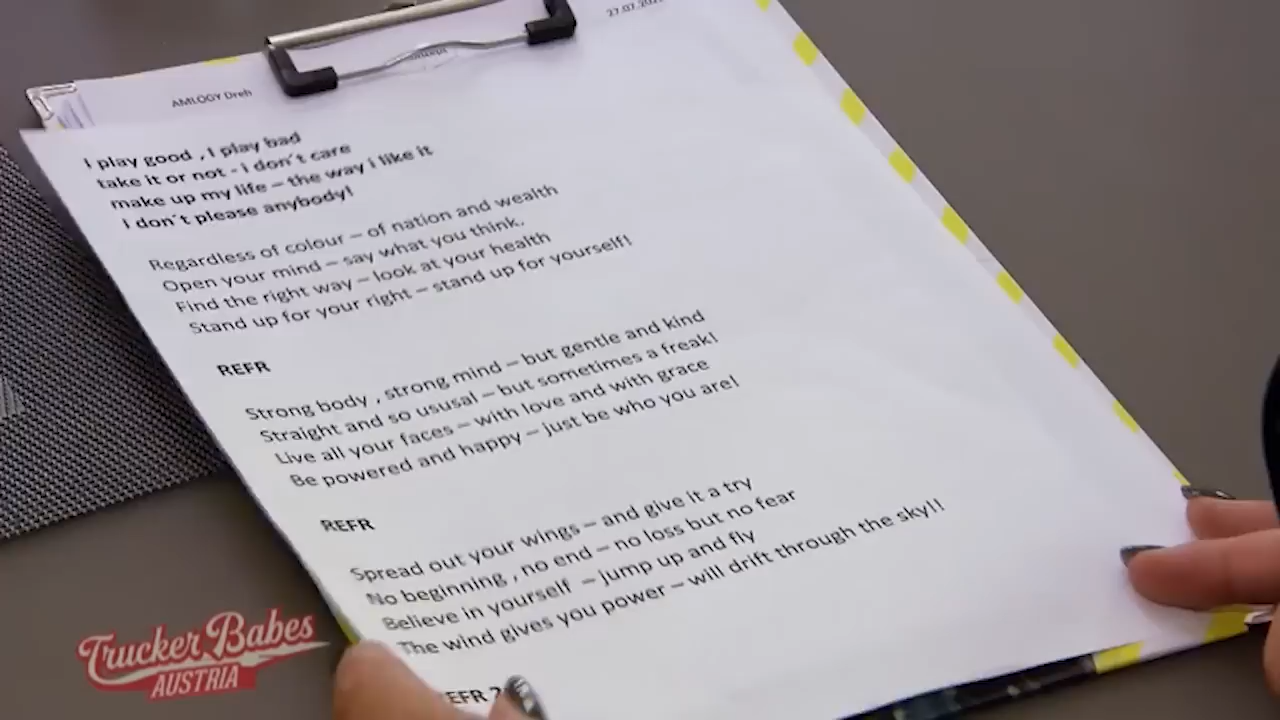 27.07.202
AMLOGY Dreh
I play good , I play bad
take it or not - i don´t care
make up my life – the way i like it
I don´t please anybody!
Regardless of colour – of nation and wealth
Open your mind – say what you think.
Find the right way – look at your health
Stand up for your right – stand up for yourself!
REFR
Strong body , strong mind – but gentle and kind
Straight and so ususal – but sometimes a freak!
Live all your faces – with love and with grace
Be powered and happy – just be who you are!
REFR
Spread out your wings – and give it a try
No beginning , no end – no loss but no fear
Believe in yourself – jump up and fly
The wind gives you power – will drift through the sky!!
EFR 2
Trucker Babes
AUSTRIA